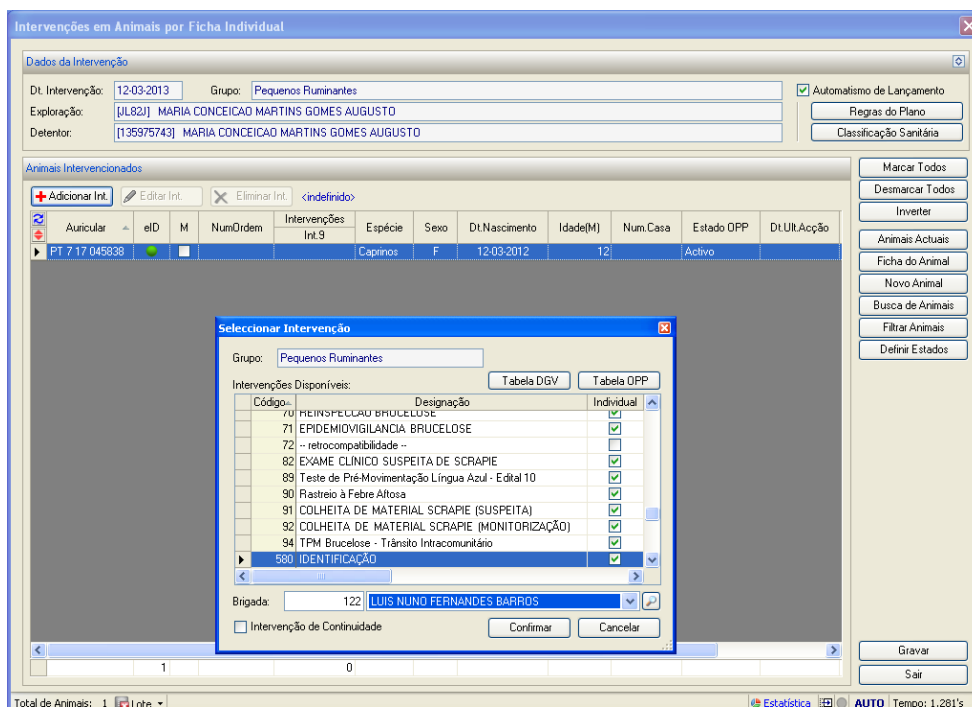 Intervenções em Animais por Ficha Individual
Dados da Intervenção
Dt. Intervenção: 12-03-2013 Grupo: Pequenos Ruminantes Automatismo de Lançamento
Exploração: [JL82J] MARIA CONCEICAO MARTINS GOMES AUGUSTO Regras do Plano
Detentor: [135975743] MARIA CONCEICAO MARTINS GOMES AUGUSTO Classificação Sanitária
Animais Intervencionados
Adicionar Int. Editar Int. Eliminar Int. <indefinido>
Auricular eID M NumOrdem Intervenções Int.9 Espécie Sexo Dt.Nascimento Idade(M) Num.Casa Estado OPP Dt.Ult.Acção
PT 7 17 045838 Caprinos F 12-03-2012 12 Activo
Marcar Todos
Desmarcar Todos
Inverter
Animais Actuais
Ficha do Animal
Novo Animal
Busca de Animais
Filtrar Animais
Definir Estados
Seleccionar Intervenção
Grupo: Pequenos Ruminantes
Intervenções Disponíveis: Tabela DGV Tabela OPP
Código Designação Individual
70 REINSPECCAO BRUCELOSE
71 EPIDEMIOVIGILANCIA BRUCELOSE
72 -- retrocompatibilidade --
82 EXAME CLÍNICO SUSPEITA DE SCRAPIE
89 Teste de Pré-Movimentação Língua Azul - Edital 10
90 Rastreio à Febre Aftosa
91 COLHEITA DE MATERIAL SCRAPIE (SUSPEITA)
92 COLHEITA DE MATERIAL SCRAPIE (MONITORIZAÇÃO)
94 TPM Brucelose - Trânsito Intracomunitário
580 IDENTIFICAÇÃO
Brigada: 122 LUIS NUNO FERNANDES BARROS
Intervenção de Continuidade Confirmar Cancelar
Gravar
1 0
Sair
Total de Animais: 1 Lote Estatística AUTO Tempo: 1.281's